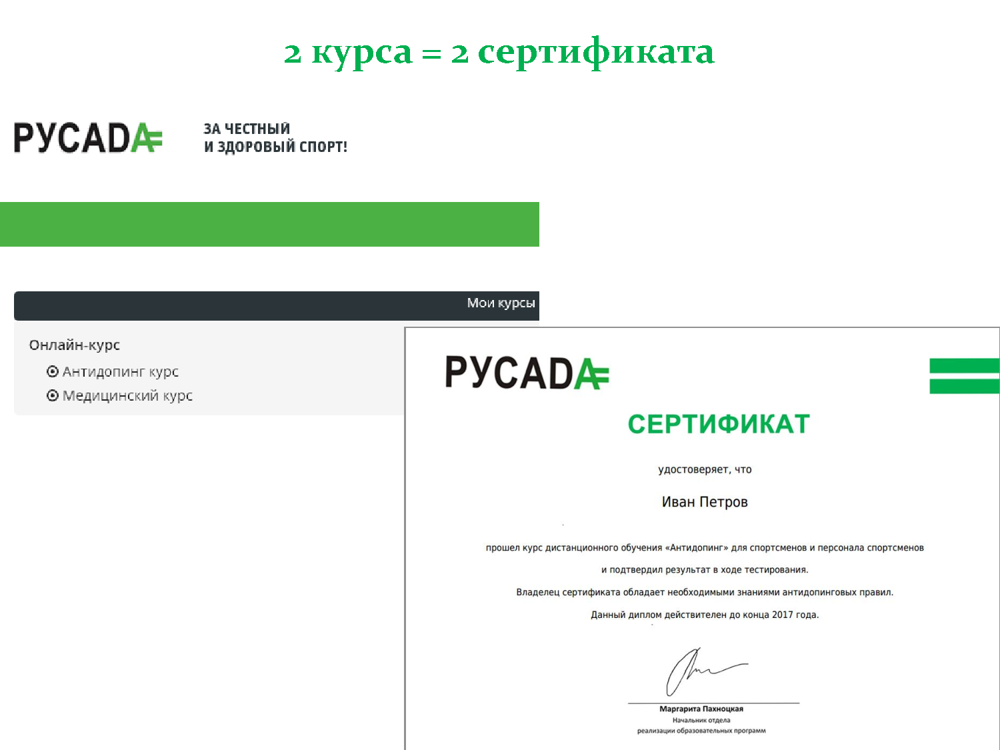 2 курса = 2 сертификата
РУСАDА
ЗА ЧЕСТНЫЙ
И ЗДОРОВЫЙ СПОРТ!
Мои курсы
Онлайн-курс
Антидопинг курс
Медицинский курс
РУСАDА
СЕРТИФИКАТ
удостоверяет, что
Иван Петров
прошел курс дистанционного обучения «Антидопинг» для спортсменов и персонала спортсменов
и подтвердил результат в ходе тестирования.
Владелец сертификата обладает необходимыми знаниями антидопинговых правил.
Данный диплом действителен до конца 2017 года.
Маргарита Пахноцкая
Начальник отдела
реализации образовательных программ